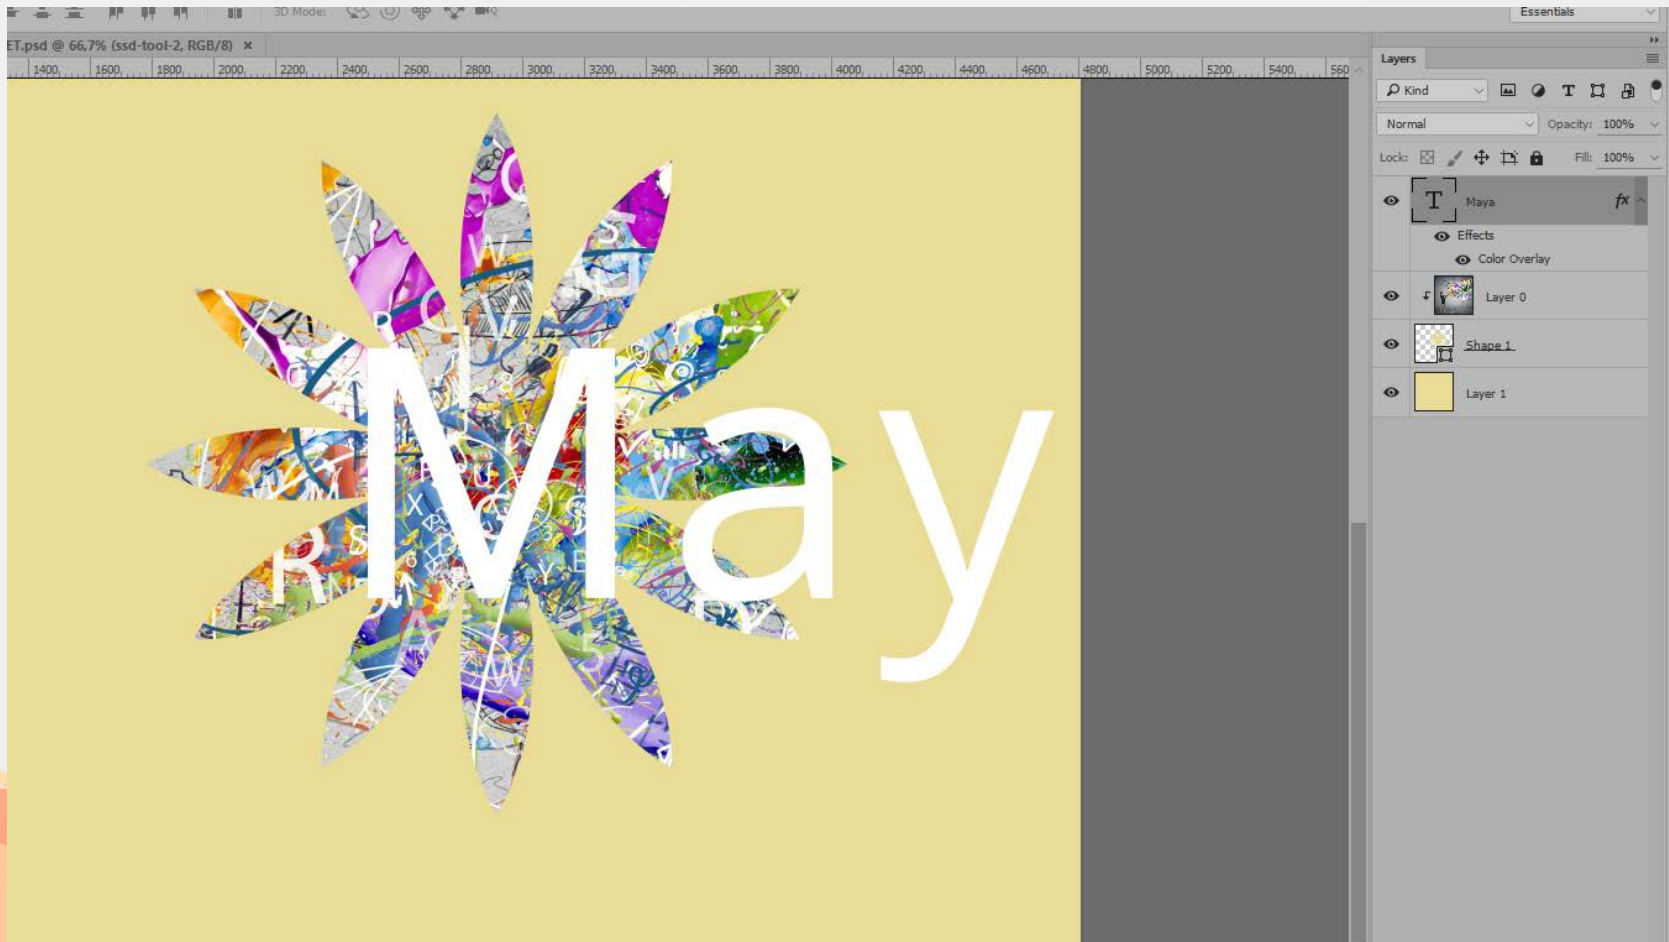 3D Mode:
Essentials
ET.psd @ 66,7% (ssd-tool-2, RGB/8) ×
1400 1600 1800 2000 2200 2400 2600 2800 3000 3200 3400 3600 3800 4000 4200 4400 4600 4800 5000 5200 5400 560
Layers
Kind
Normal Opacity: 100%
Lock: Fill: 100%
T Maya fx
Effects
Color Overlay
Layer 0
Shape 1
Layer 1
May